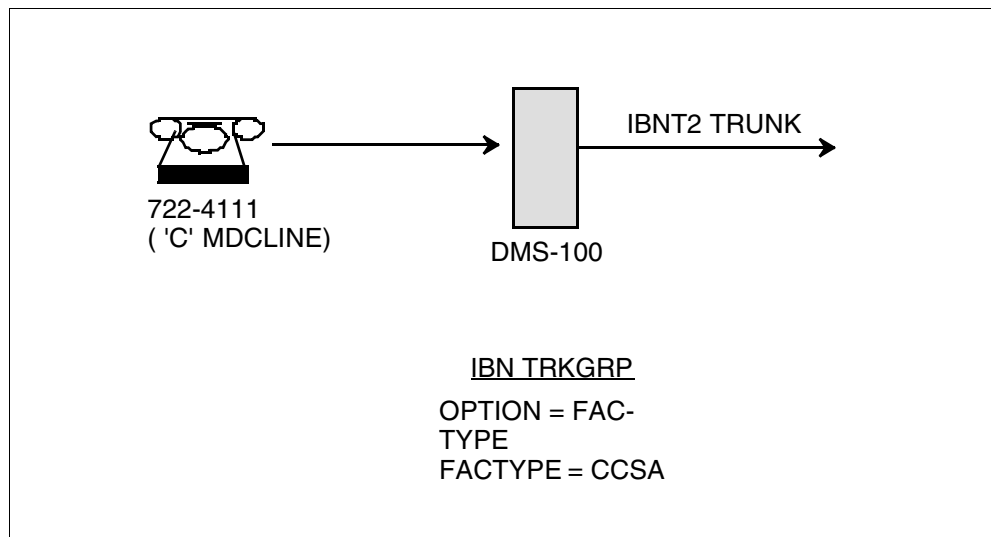 IBNT2 TRUNK
722-4111
( 'C' MDCLINE)
DMS-100
IBN TRKGRP
OPTION = FAC-
TYPE
FACTYPE = CCSA